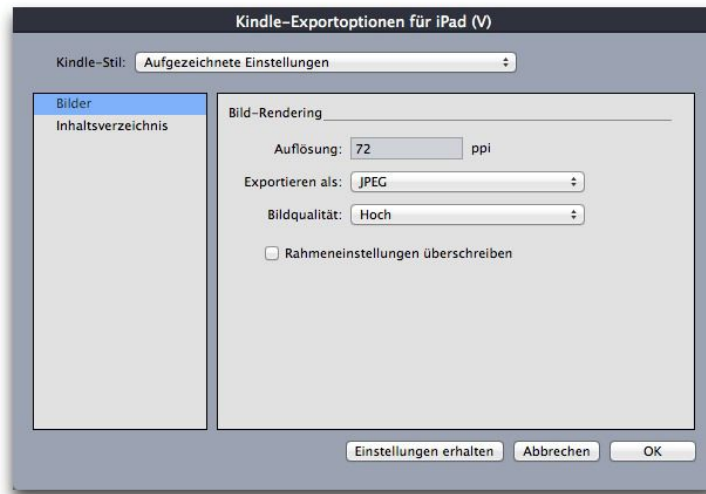 Kindle-Exportoptionen für iPad (V)
Kindle-Stil: Aufgezeichnete Einstellungen
Bilder
Inhaltsverzeichnis
Bild-Rendering
Auflösung: 72 ppi
Exportieren als: JPEG
Bildqualität: Hoch
Rahmeneinstellungen überschreiben
Einstellungen erhalten Abbrechen OK